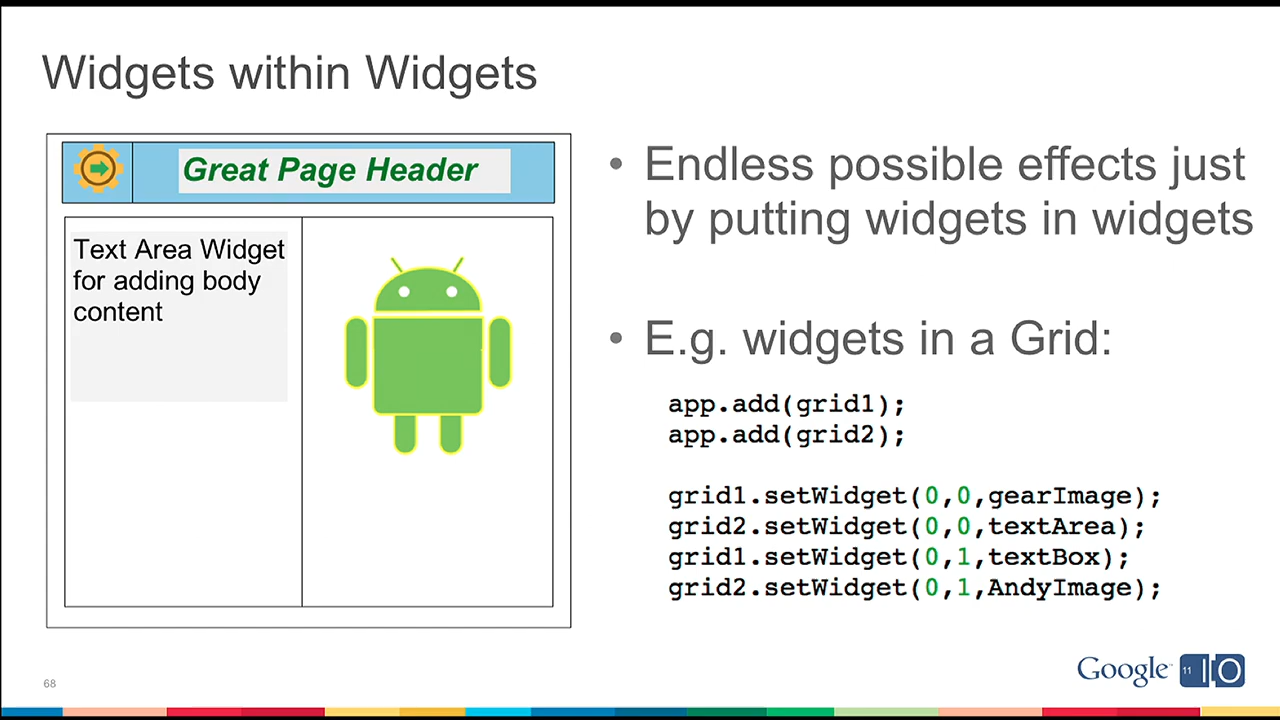 Widgets within Widgets
Great Page Header
Text Area Widget
for adding body
content
• Endless possible effects just
by putting widgets in widgets
• E.g. widgets in a Grid:
app.add(grid1);
app.add(grid2);
grid1.setWidget(0,0,gearImage);
grid2.setWidget(0,0,textArea);
grid1.setWidget(0,1,textBox);
grid2.setWidget(0,1,AndyImage);
68
Google 11 IO